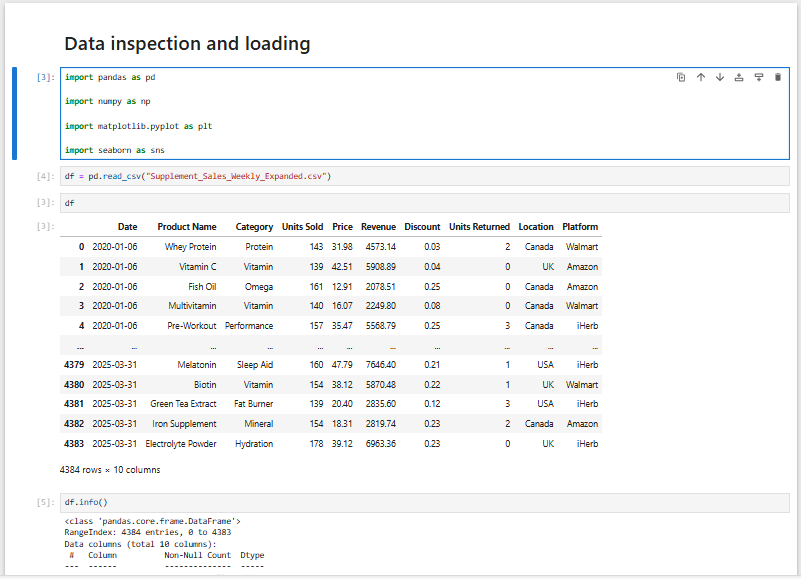 Data inspection and loading
[3]: import pandas as pd
import numpy as np
import matplotlib.pyplot as plt
import seaborn as sns
[4]: df = pd.read_csv("Supplement_Sales_Weekly_Expanded.csv")
[3]: df
[3]: Date Product Name Category Units Sold Price Revenue Discount Units Returned Location Platform
0 2020-01-06 Whey Protein Protein 143 31.98 4573.14 0.03 2 Canada Walmart
1 2020-01-06 Vitamin C Vitamin 139 42.51 5908.89 0.04 0 UK Amazon
2 2020-01-06 Fish Oil Omega 161 12.91 2078.51 0.25 0 Canada Amazon
3 2020-01-06 Multivitamin Vitamin 140 16.07 2249.80 0.08 0 Canada Walmart
4 2020-01-06 Pre-Workout Performance 157 35.47 5568.79 0.25 3 Canada iHerb
... ... ... ... ... ... ... ... ... ... ...
4379 2025-03-31 Melatonin Sleep Aid 160 47.79 7646.40 0.21 1 USA iHerb
4380 2025-03-31 Biotin Vitamin 154 38.12 5870.48 0.22 1 UK Walmart
4381 2025-03-31 Green Tea Extract Fat Burner 139 20.40 2835.60 0.12 3 USA iHerb
4382 2025-03-31 Iron Supplement Mineral 154 18.31 2819.74 0.23 2 Canada Amazon
4383 2025-03-31 Electrolyte Powder Hydration 178 39.12 6963.36 0.23 0 UK iHerb
4384 rows × 10 columns
[5]: df.info()
<class 'pandas.core.frame.DataFrame'>
RangeIndex: 4384 entries, 0 to 4383
Data columns (total 10 columns):
# Column Non-Null Count Dtype
--- ------ -------------- -----